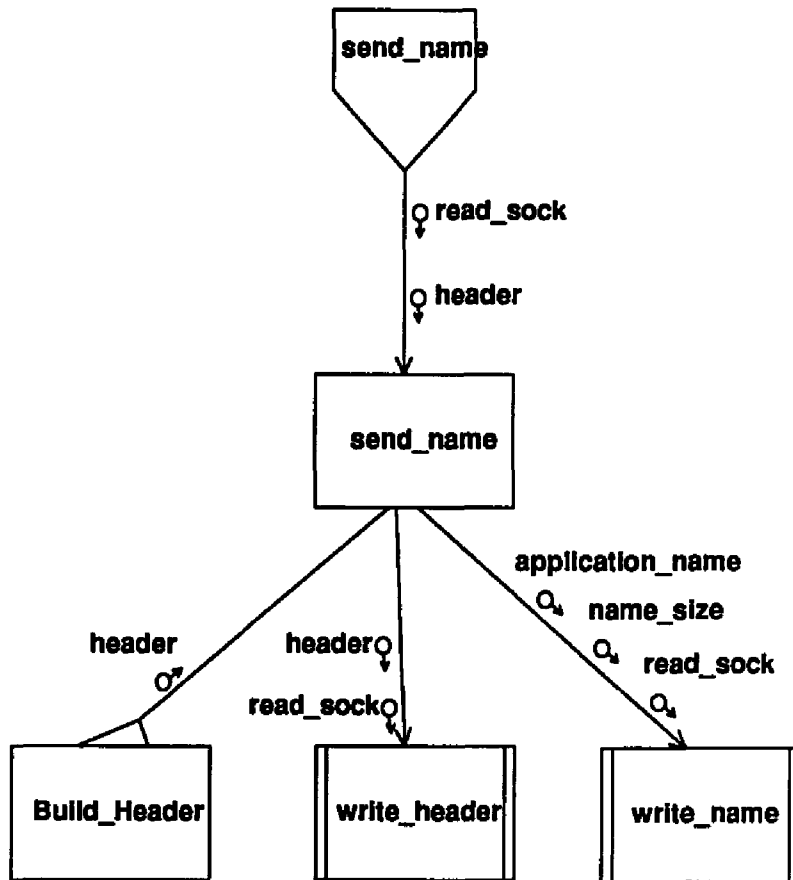 send_name
read_sock
header
send_name
application_name
name_size
header
header
read_sock
read_sock
Build_Header
write_header
write_name